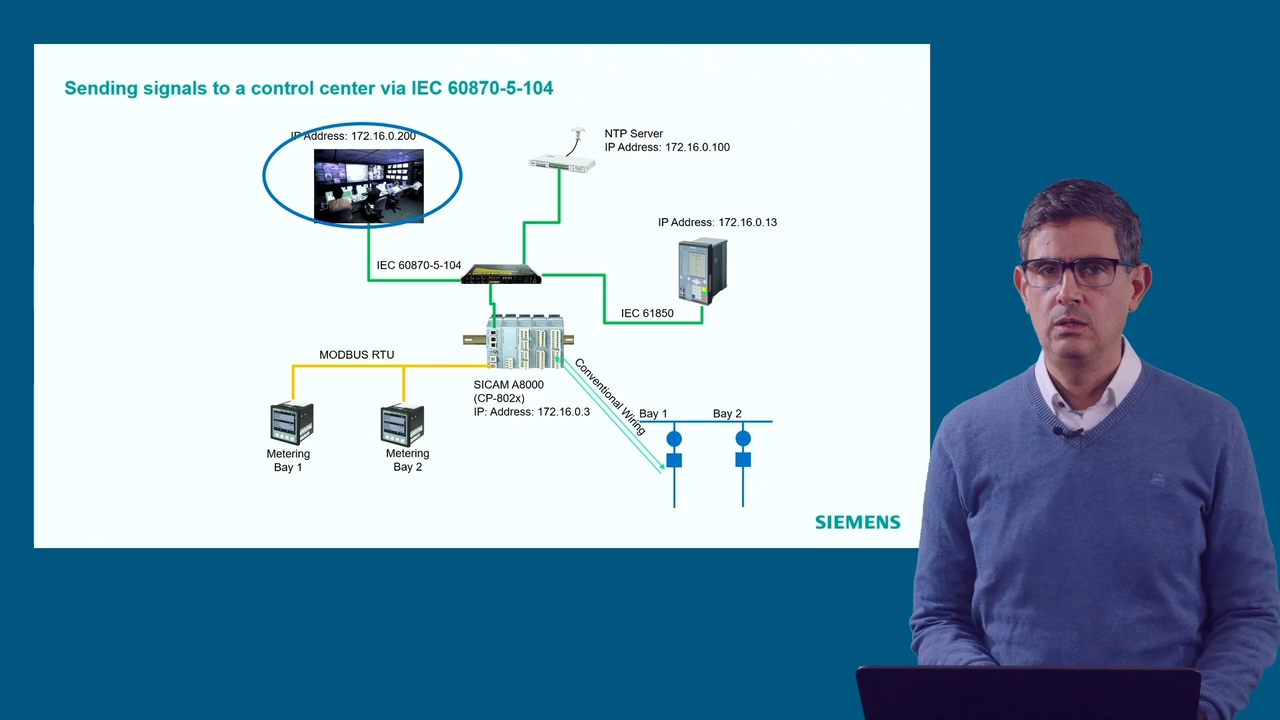 Sending signals to a control center via IEC 60870-5-104
IP Address: 172.16.0.200
NTP Server
IP Address: 172.16.0.100
IP Address: 172.16.0.13
IEC 60870-5-104
IEC 61850
MODBUS RTU
SICAM A8000
(CP-802x)
IP: Address: 172.16.0.3
Conventional Wiring
Bay 1
Bay 2
Metering
Bay 1
Metering
Bay 2
SIEMENS